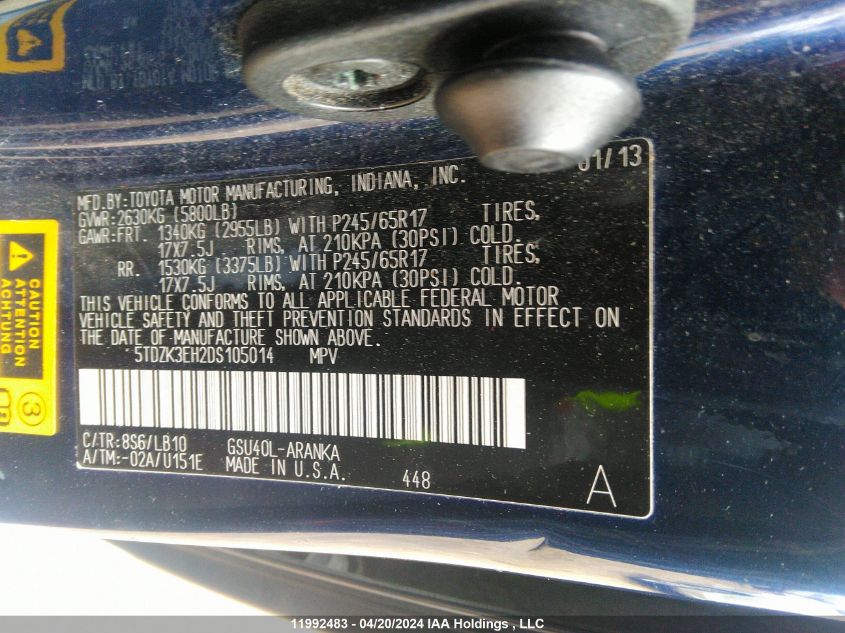 01/13
MFD.BY:TOYOTA MOTOR MANUFACTURING, INDIANA, INC.
GVWR:2630KG (5800LB)
GAWR:FRT. 1340KG (2955LB) WITH P245/65R17 TIRES,
17X7.5J RIMS, AT 210KPA (30PSI) COLD,
RR. 1530KG (3375LB) WITH P245/65R17 TIRES,
17X7.5J RIMS, AT 210KPA (30PSI) COLD.
THIS VEHICLE CONFORMS TO ALL APPLICABLE FEDERAL MOTOR
VEHICLE SAFETY AND THEFT PREVENTION STANDARDS IN EFFECT ON
THE DATE OF MANUFACTURE SHOWN ABOVE.
5TDZK3EH2DS105014 MPV
C/TR:8S6/LB10 GSU40L-ARANKA
A/TM:-02A/U151E MADE IN U.S.A.
448
A
CAUTION
ATTENTION
ACHTUNG
3
11992483 - 04/20/2024 IAA Holdings , LLC